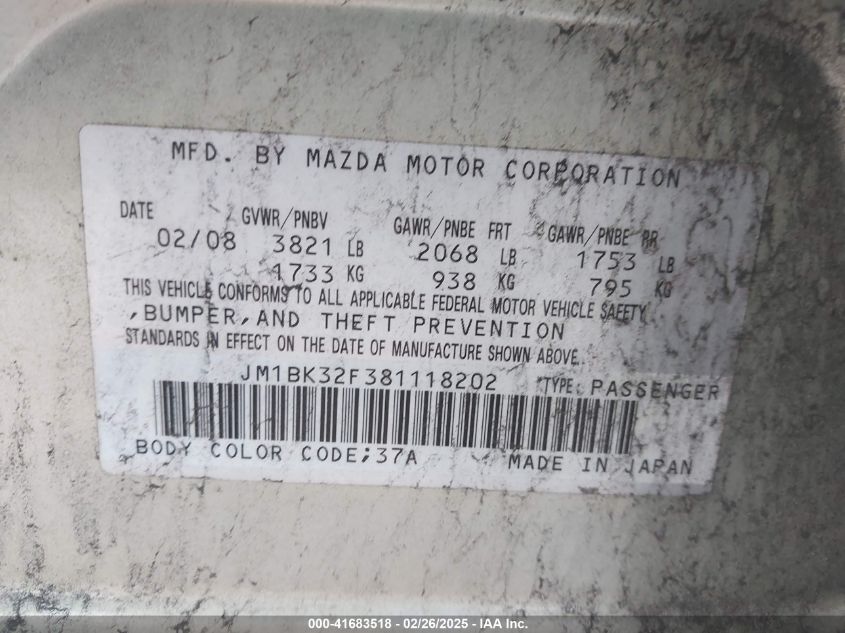 MFD. BY MAZDA MOTOR CORPORATION
DATE GVWR/PNBV GAWR/PNBE FRT GAWR/PNBE RR
02/08 3821 LB 2068 LB 1753 LB
1733 KG 938 KG 795 KG
THIS VEHICLE CONFORMS TO ALL APPLICABLE FEDERAL MOTOR VEHICLE SAFETY
,BUMPER,AND THEFT PREVENTION
STANDARDS IN EFFECT ON THE DATE OF MANUFACTURE SHOWN ABOVE.
JM1BK32F381118202 TYPE: PASSENGER
BODY COLOR CODE;37A MADE IN JAPAN
000-41683518 - 02/26/2025 - IAA Inc.